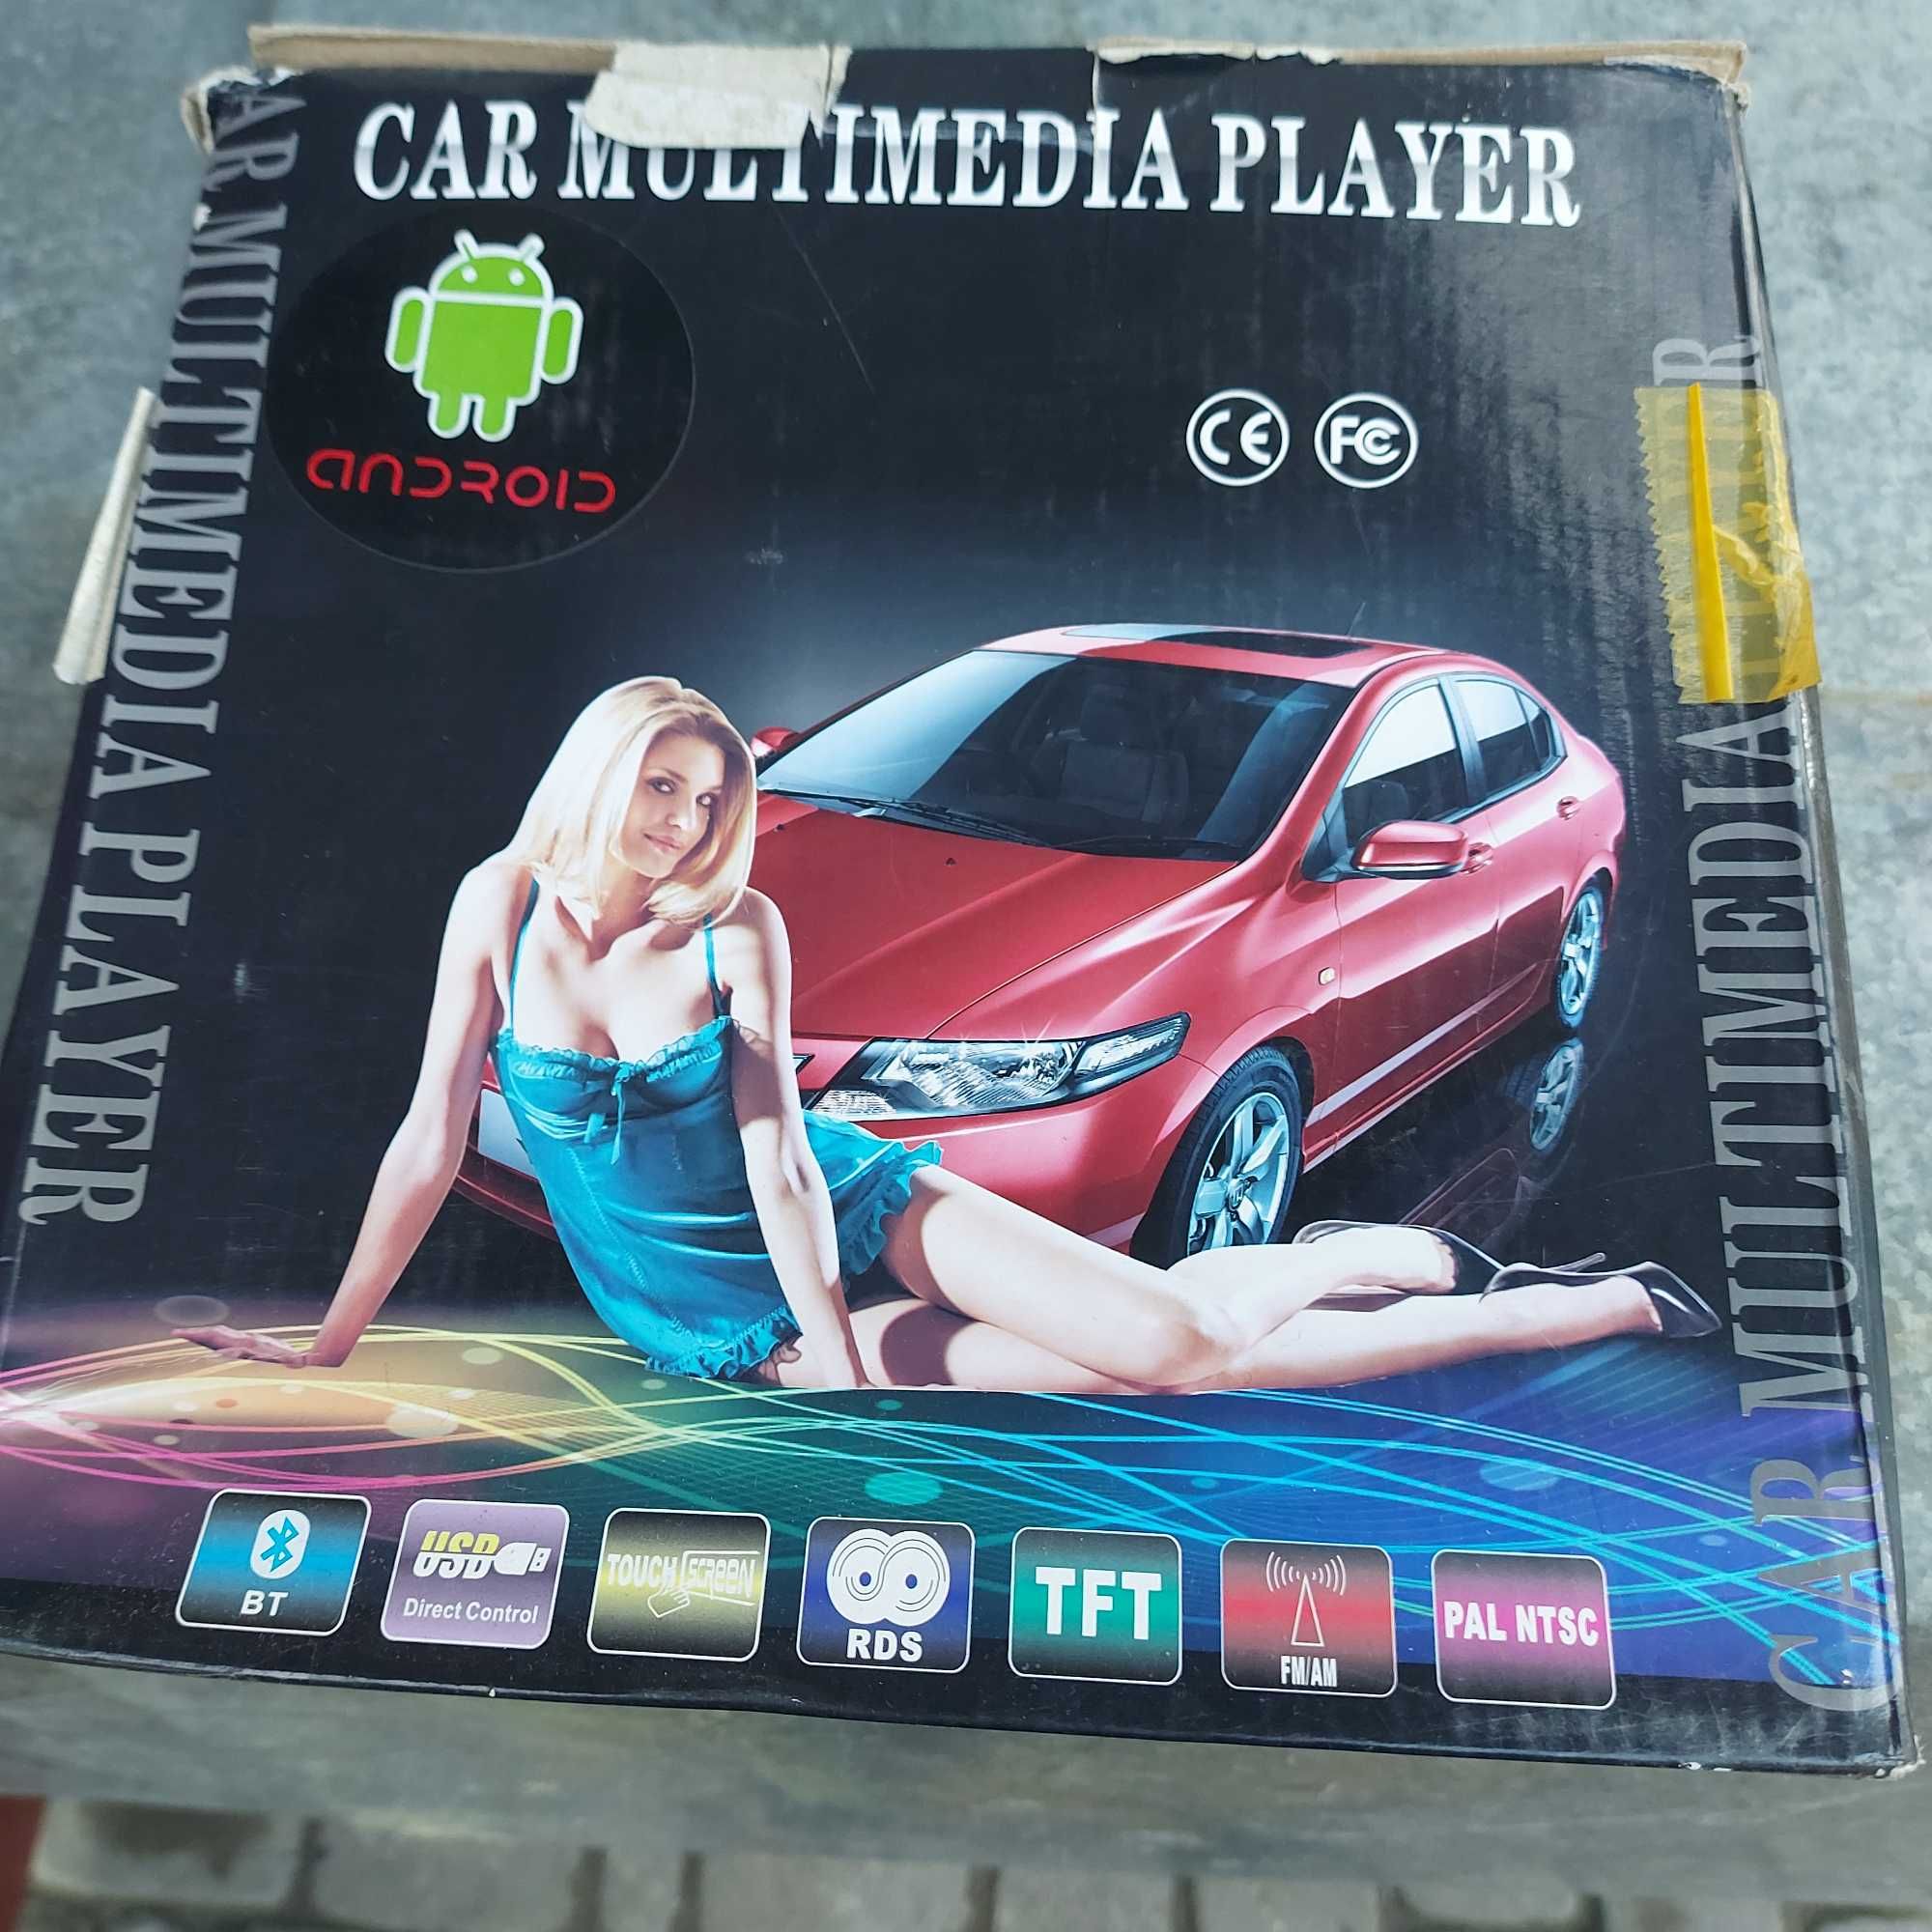 CAR MULTIMEDIA PLAYER
ANDROID
CE FC
CAR MULTIMEDIA PLAYER
CAR MULTIMEDIA
BT
USB
Direct Control
TOUCH SCREEN
RDS
TFT
FM/AM
PAL NTSC